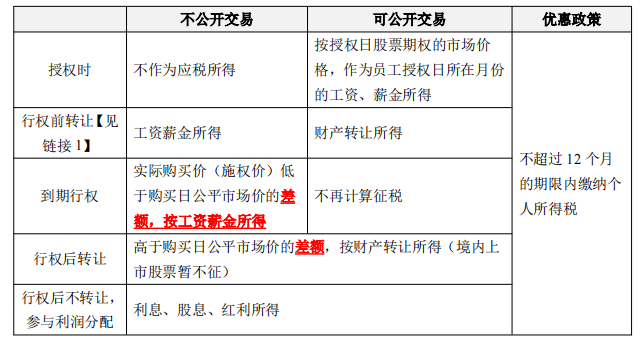 不公开交易 可公开交易 优惠政策
授权时
不作为应税所得
按授权日股票期权的市场价
格，作为员工授权日所在月份
的工资、薪金所得
行权前转让【见
链接 1】
工资薪金所得
财产转让所得
到期行权
实际购买价（施权价）低
于购买日公平市场价的差
额，按工资薪金所得
不再计算征税
行权后转让
高于购买日公平市场价的差额，按财产转让所得（境内上
市股票暂不征）
行权后不转让，
参与利润分配
利息、股息、红利所得
不超过 12 个月
的期限内缴纳个
人所得税